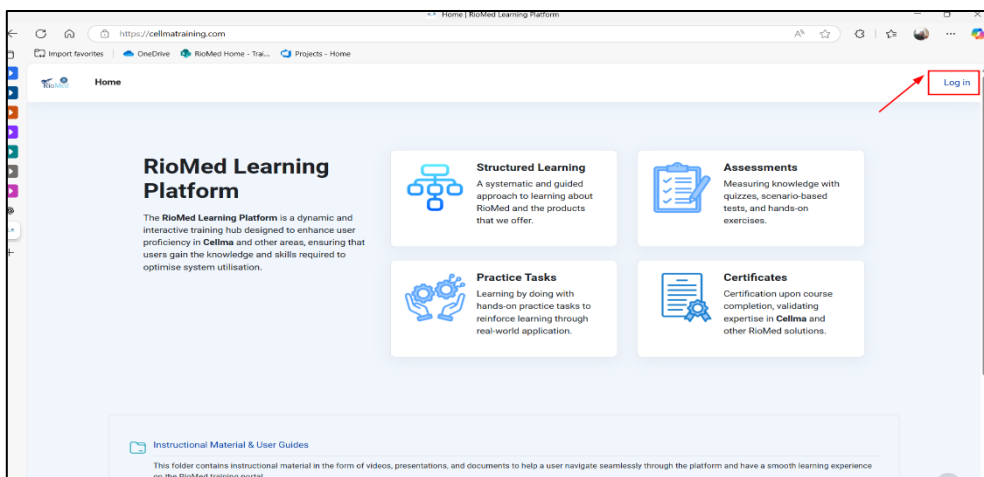 Home | RioMed Learning Platform
https://cellmatraining.com
Import favorites
OneDrive
RioMed Home - Trai...
Projects - Home
RioMed
Home
Log in
RioMed Learning
Platform
The RioMed Learning Platform is a dynamic and
interactive training hub designed to enhance user
proficiency in Cellma and other areas, ensuring that
users gain the knowledge and skills required to
optimise system utilisation.
Structured Learning
A systematic and guided
approach to learning about
RioMed and the products
that we offer.
Assessments
Measuring knowledge with
quizzes, scenario-based
tests, and hands-on
exercises.
Practice Tasks
Learning by doing with
hands-on practice tasks to
reinforce learning through
real-world application.
Certificates
Certification upon course
completion, validating
expertise in Cellma and
other RioMed solutions.
Instructional Material & User Guides
This folder contains instructional material in the form of videos, presentations, and documents to help a user navigate seamlessly through the platform and have a smooth learning experience
on the RioMed training portal